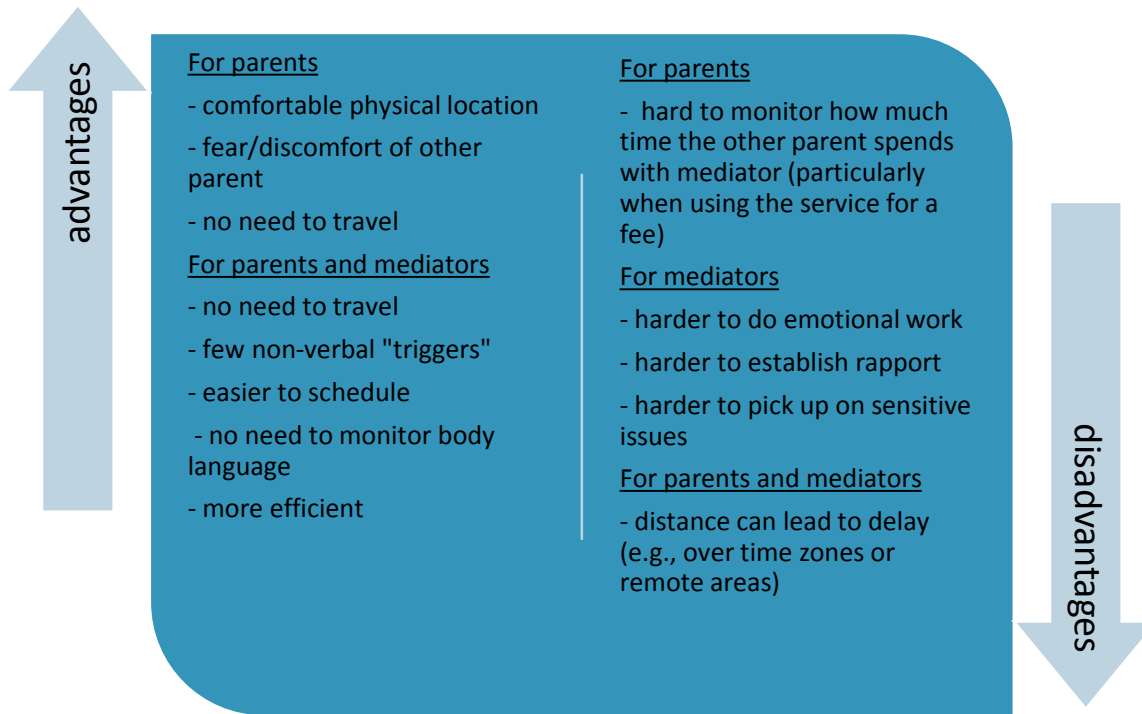 advantages
For parents
- comfortable physical location
- fear/discomfort of other
parent
- no need to travel
For parents and mediators
- no need to travel
- few non-verbal "triggers"
- easier to schedule
- no need to monitor body
language
- more efficient
For parents
- hard to monitor how much
time the other parent spends
with mediator (particularly
when using the service for a
fee)
For mediators
- harder to do emotional work
- harder to establish rapport
- harder to pick up on sensitive
issues
For parents and mediators
- distance can lead to delay
(e.g., over time zones or
remote areas)
disadvantages